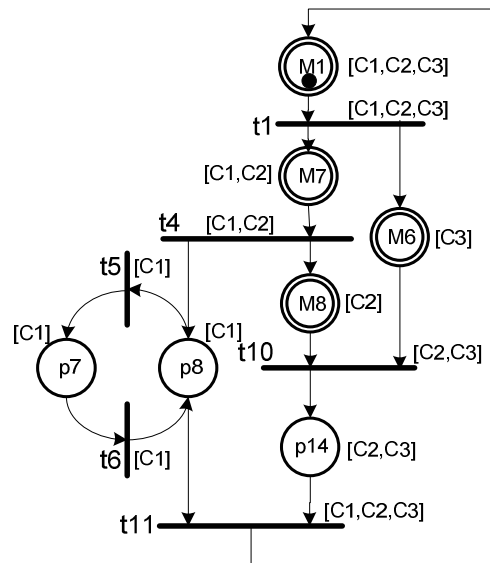 M1 [C1,C2,C3]
t1 [C1,C2,C3]
[C1,C2] M7
M6 [C3]
t4 [C1,C2]
t5 [C1]
M8 [C2]
[C1] p7
p8 [C1]
t10 [C2,C3]
t6 [C1]
p14 [C2,C3]
t11 [C1,C2,C3]